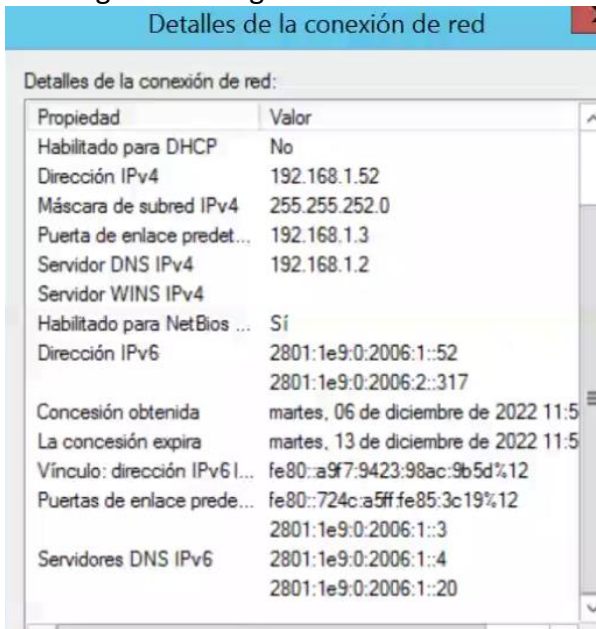 Detalles de la conexión de red
Detalles de la conexión de red:
Propiedad Valor
Habilitado para DHCP No
Dirección IPv4 192.168.1.52
Máscara de subred IPv4 255.255.252.0
Puerta de enlace predet... 192.168.1.3
Servidor DNS IPv4 192.168.1.2
Servidor WINS IPv4
Habilitado para NetBios ... Sí
Dirección IPv6 2801:1e9:0:2006:1::52
2801:1e9:0:2006:2::317
Concesión obtenida martes, 06 de diciembre de 2022 11:5
La concesión expira martes, 13 de diciembre de 2022 11:5
Vínculo: dirección IPv6 l... fe80::a9f7:9423:98ac:9b5d%12
Puertas de enlace prede... fe80::724c:a5ff:fe85:3c19%12
2801:1e9:0:2006:1::3
Servidores DNS IPv6 2801:1e9:0:2006:1::4
2801:1e9:0:2006:1::20